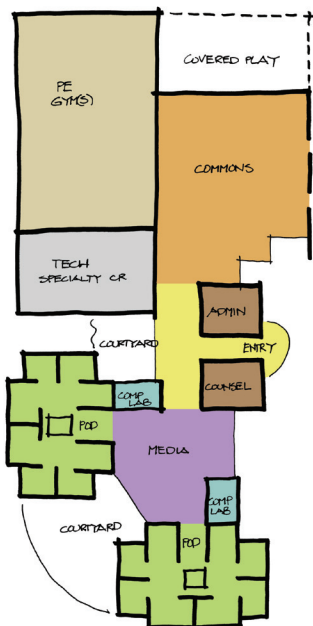 COVERED PLAY
PE
GYM(S)
COMMONS
TECH
SPECIALTY CR
ADMIN
COURTYARD
ENTRY
COUNSEL
COMP
LAB
POD
MEDIA
COMP
LAB
COURTYARD
POD